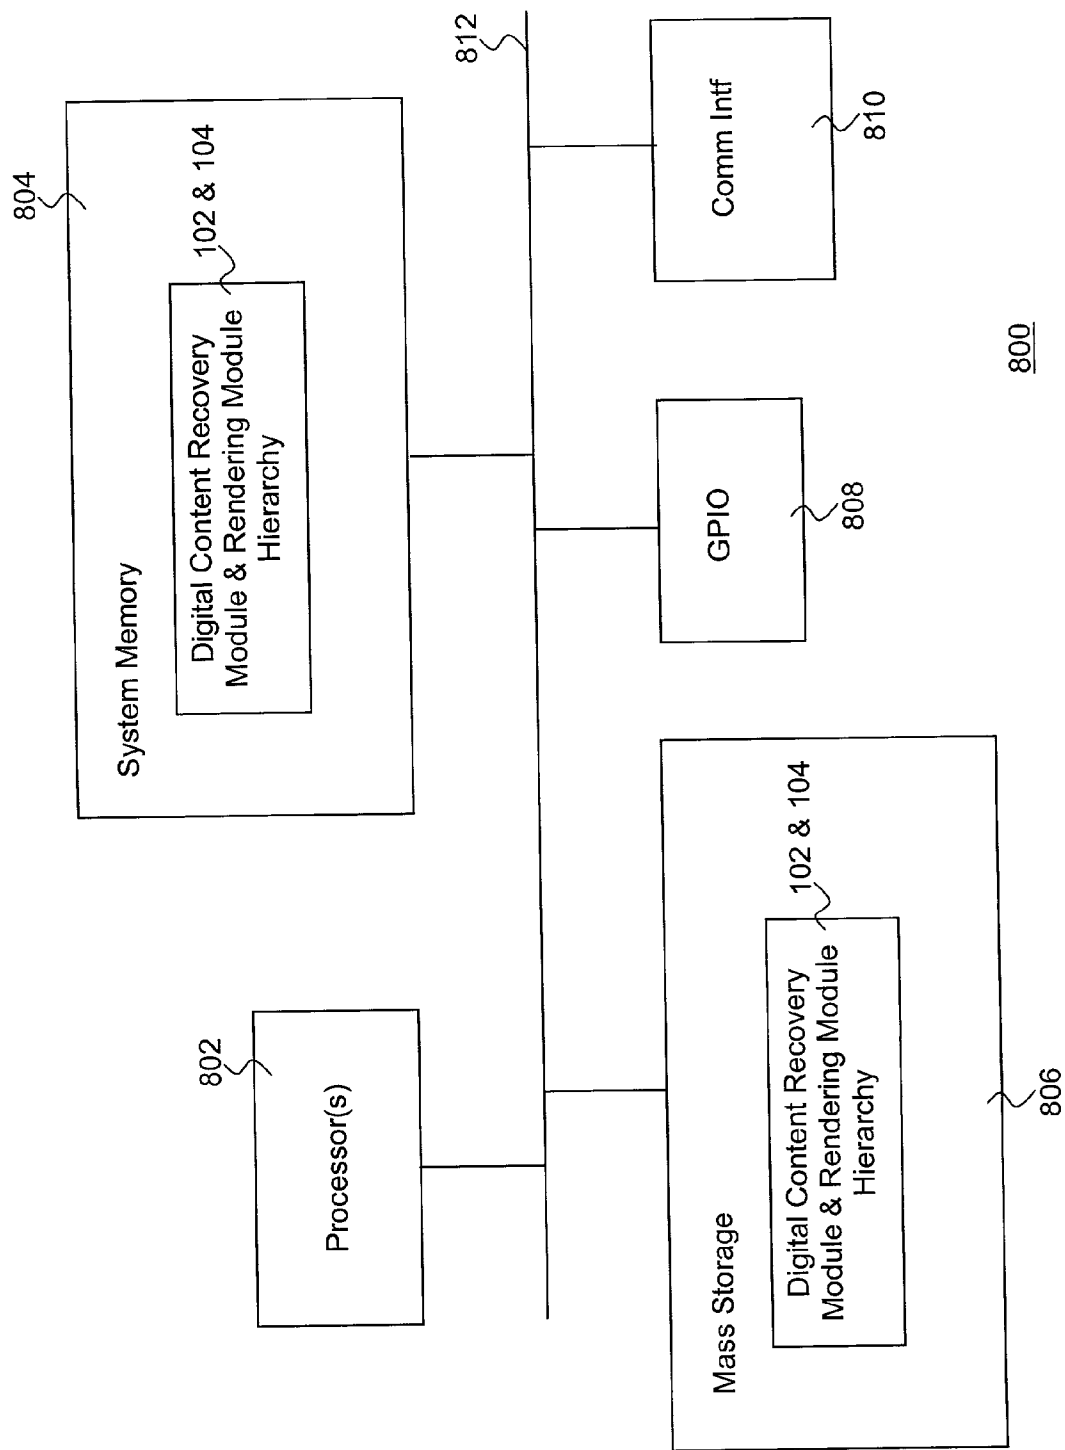 802
Processor(s)
804
System Memory
102 & 104
Digital Content Recovery
Module & Rendering Module
Hierarchy
812
Mass Storage
102 & 104
Digital Content Recovery
Module & Rendering Module
Hierarchy
806
GPIO
808
Comm Intf
810
800